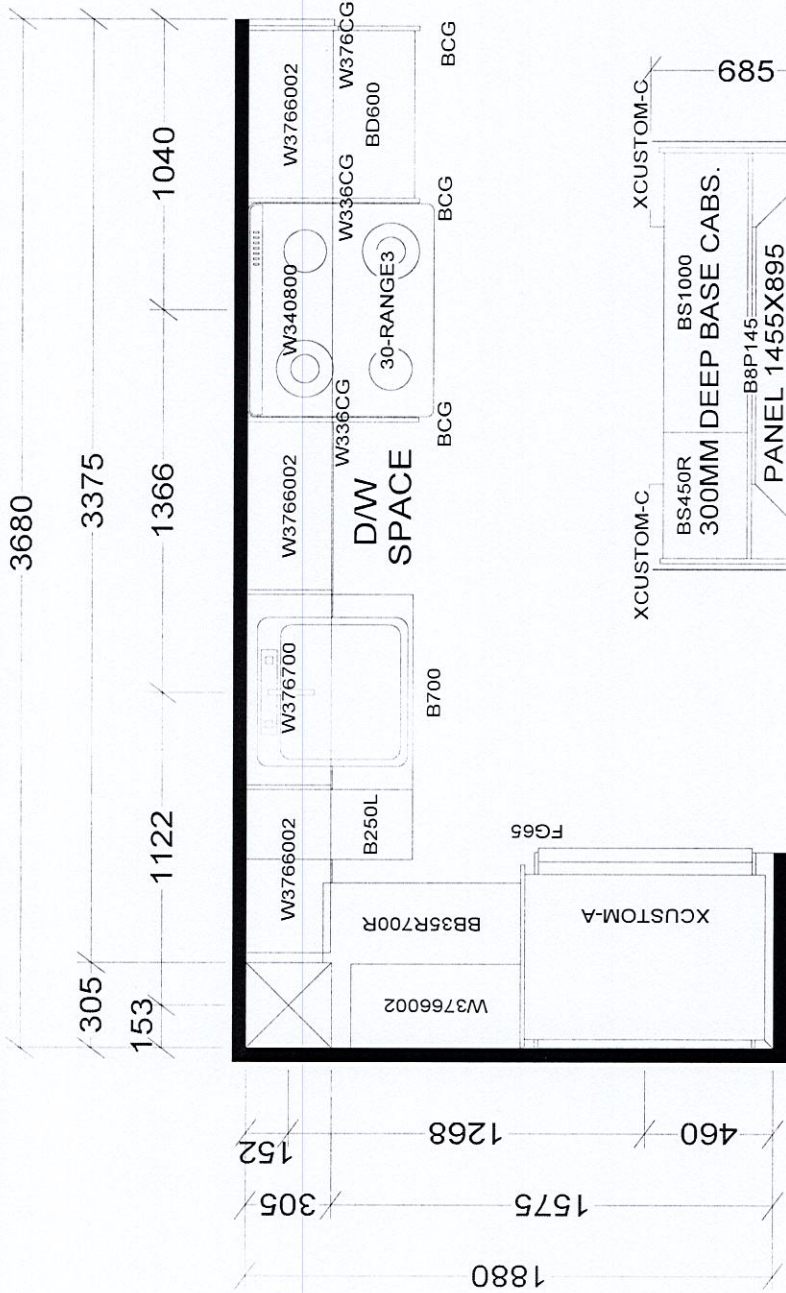 3680
3375
305
1040
1366
1122
153
W3766002
W376CG
BCG
BD600
W336CG
BCG
W340800
30-RANGE3
W336CG
BCG
W3766002
D/W
SPACE
W376700
B700
W3766002
B250L
BB35R700R
W3766002
FG65
XCUSTOM-A
152
1268
460
305
1575
1880
XCUSTOM-C
685
BS1000
BS450R
300MM DEEP BASE CABS.
B8P145
PANEL 1455X895
XCUSTOM-C